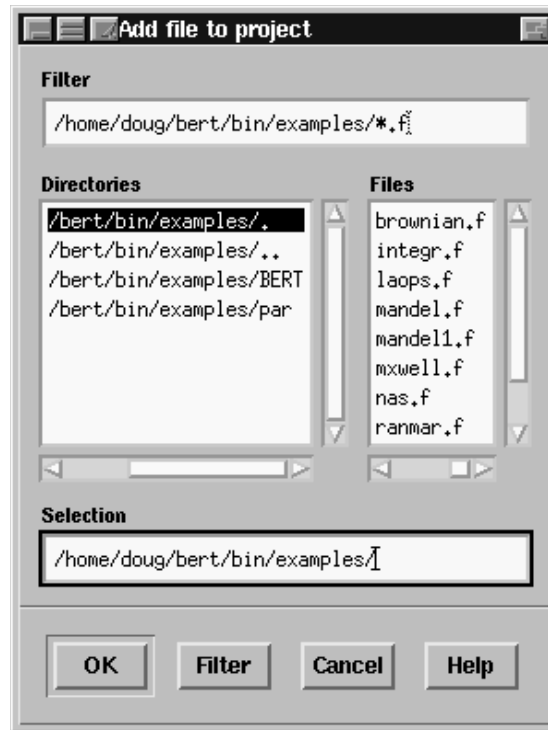 Add file to project
Filter
/home/doug/bert/bin/examples/*.f
Directories
/bert/bin/examples/.
/bert/bin/examples/..
/bert/bin/examples/BERT
/bert/bin/examples/par
Files
brownian.f
integr.f
laops.f
mandel.f
mandel1.f
mxwell.f
nas.f
ranmar.f
Selection
/home/doug/bert/bin/examples/
OK
Filter
Cancel
Help